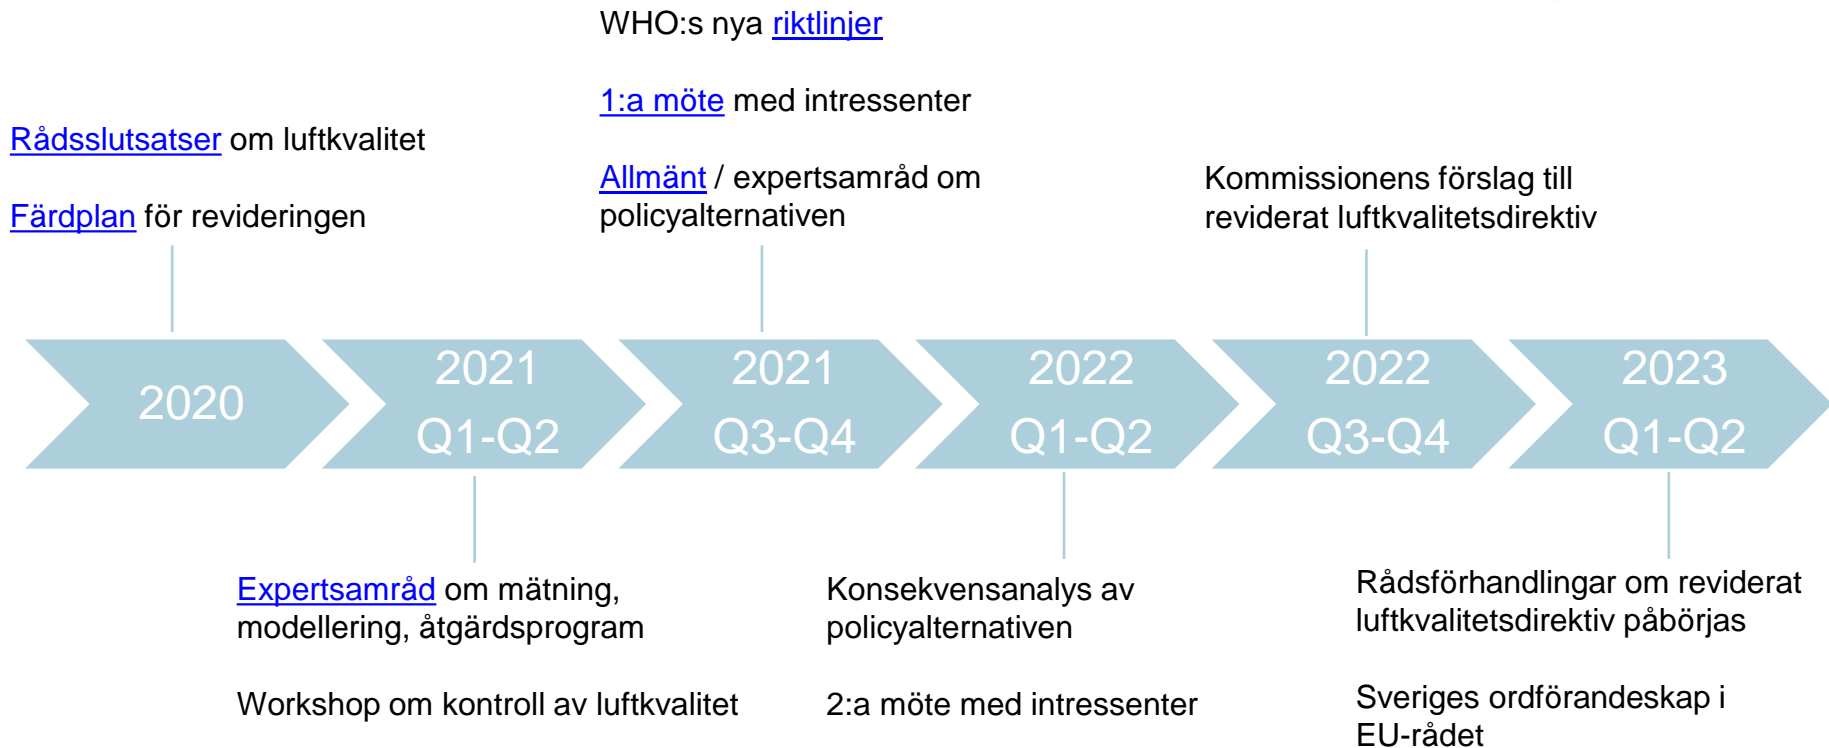 WHO:s nya riktlinjer
1:a möte med intressenter
Allmänt / expertsamråd om
policyalternativen
Rådsslutsatser om luftkvalitet
Färdplan för revideringen
Kommissionens förslag till
reviderat luftkvalitetsdirektiv
2020
2021
Q1-Q2
2021
Q3-Q4
2022
Q1-Q2
2022
Q3-Q4
2023
Q1-Q2
Expertsamråd om mätning,
modellering, åtgärdsprogram
Workshop om kontroll av luftkvalitet
Konsekvensanalys av
policyalternativen
2:a möte med intressenter
Rådsförhandlingar om reviderat
luftkvalitetsdirektiv påbörjas
Sveriges ordförandeskap i
EU-rådet